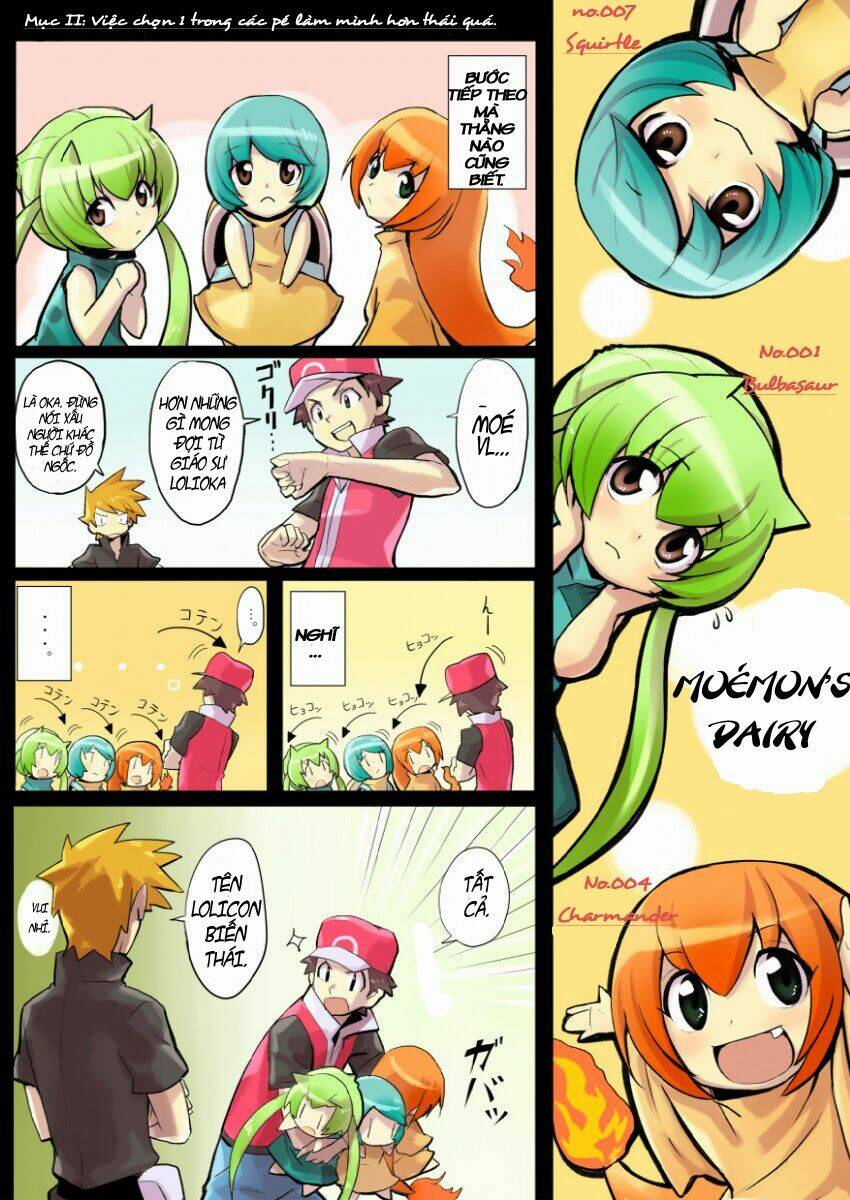 Mục II: Việc chọn 1 trong các pé làm mình hơn thái quá.
BƯỚC
TIẾP THEO
MÀ
THẰNG
NÀO
CŨNG
BIẾT.
MOÉ
VL...
ゴクリ...
HƠN NHỮNG
GÌ MONG
ĐỢI TỪ
GIÁO SƯ
LOLIOKA
LÀ OKA. ĐỪNG
NÓI XẤU
NGƯỜI KHÁC
THẾ CHỨ ĐỒ
NGỐC.
...
...。
コテン
コテン
コテン
コテン
NGHĨ
...
んー
ヒョコッ
ヒョコッ
ヒョコッ
ヒョコッ
TẤT
CẢ.
TÊN
LOLICON
BIẾN
THÁI.
VUI
NHỈ.
ガバッ
no.007
Squirtle
No.001
Bulbasaur
MOÉMON'S
DAIRY
No.004
Charmander